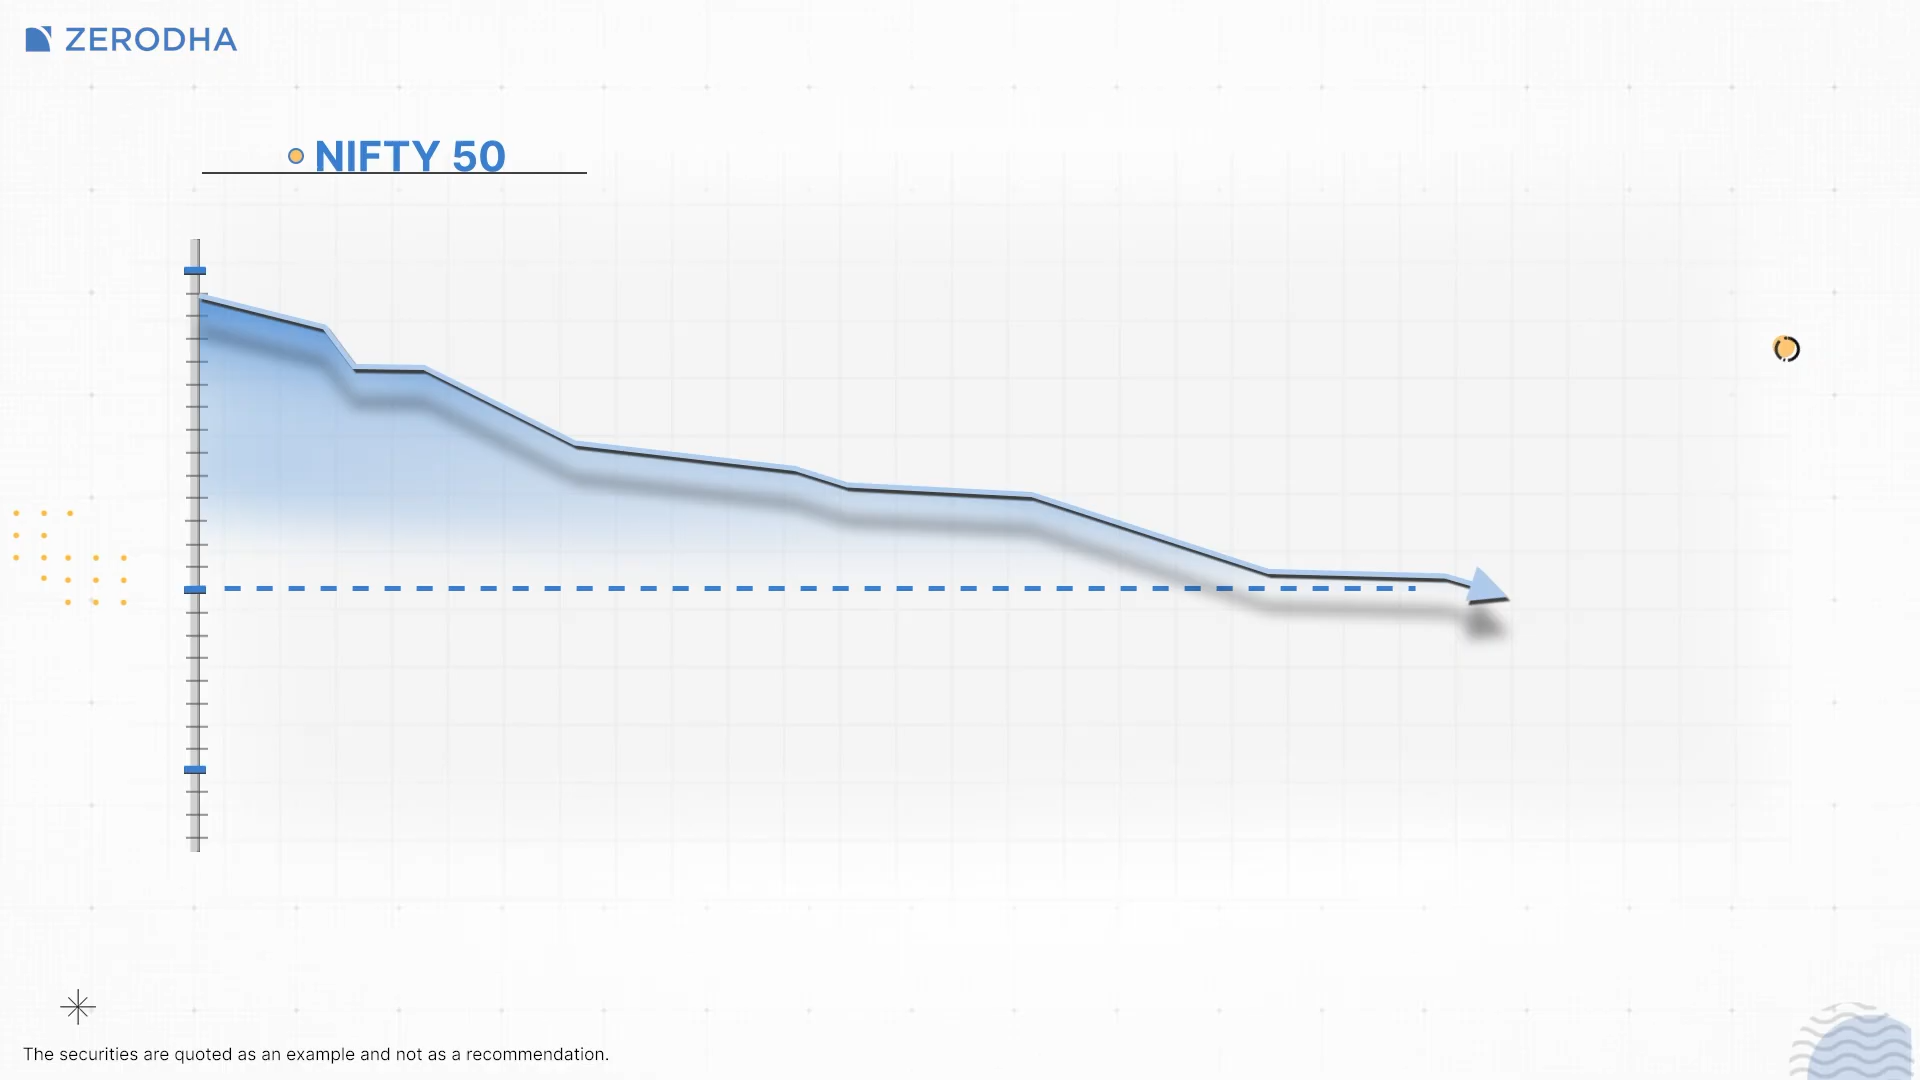 ZERODHA
NIFTY 50
The securities are quoted as an example and not as a recommendation.